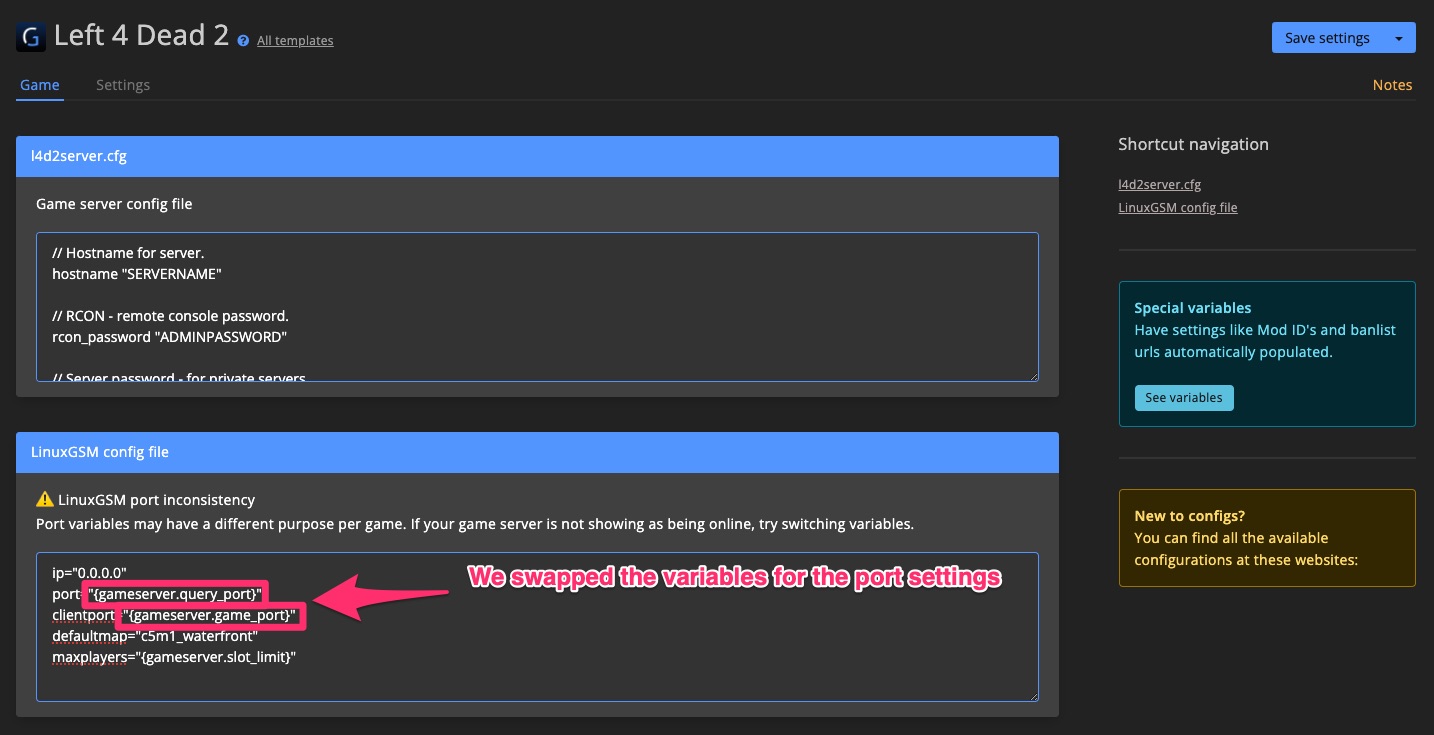 G Left 4 Dead 2 ? All templates
Save settings
Game Settings
Notes
l4d2server.cfg
Game server config file
// Hostname for server.
hostname "SERVERNAME"
// RCON - remote console password.
rcon_password "ADMINPASSWORD"
// Server password - for private servers
LinuxGSM config file
LinuxGSM port inconsistency
Port variables may have a different purpose per game. If your game server is not showing as being online, try switching variables.
ip="0.0.0.0"
port="{gameserver.query_port}"
clientport="{gameserver.game_port}"
defaultmap="c5m1_waterfront"
maxplayers="{gameserver.slot_limit}"
We swapped the variables for the port settings
Shortcut navigation
l4d2server.cfg
LinuxGSM config file
Special variables
Have settings like Mod ID's and banlist
urls automatically populated.
See variables
New to configs?
You can find all the available
configurations at these websites: